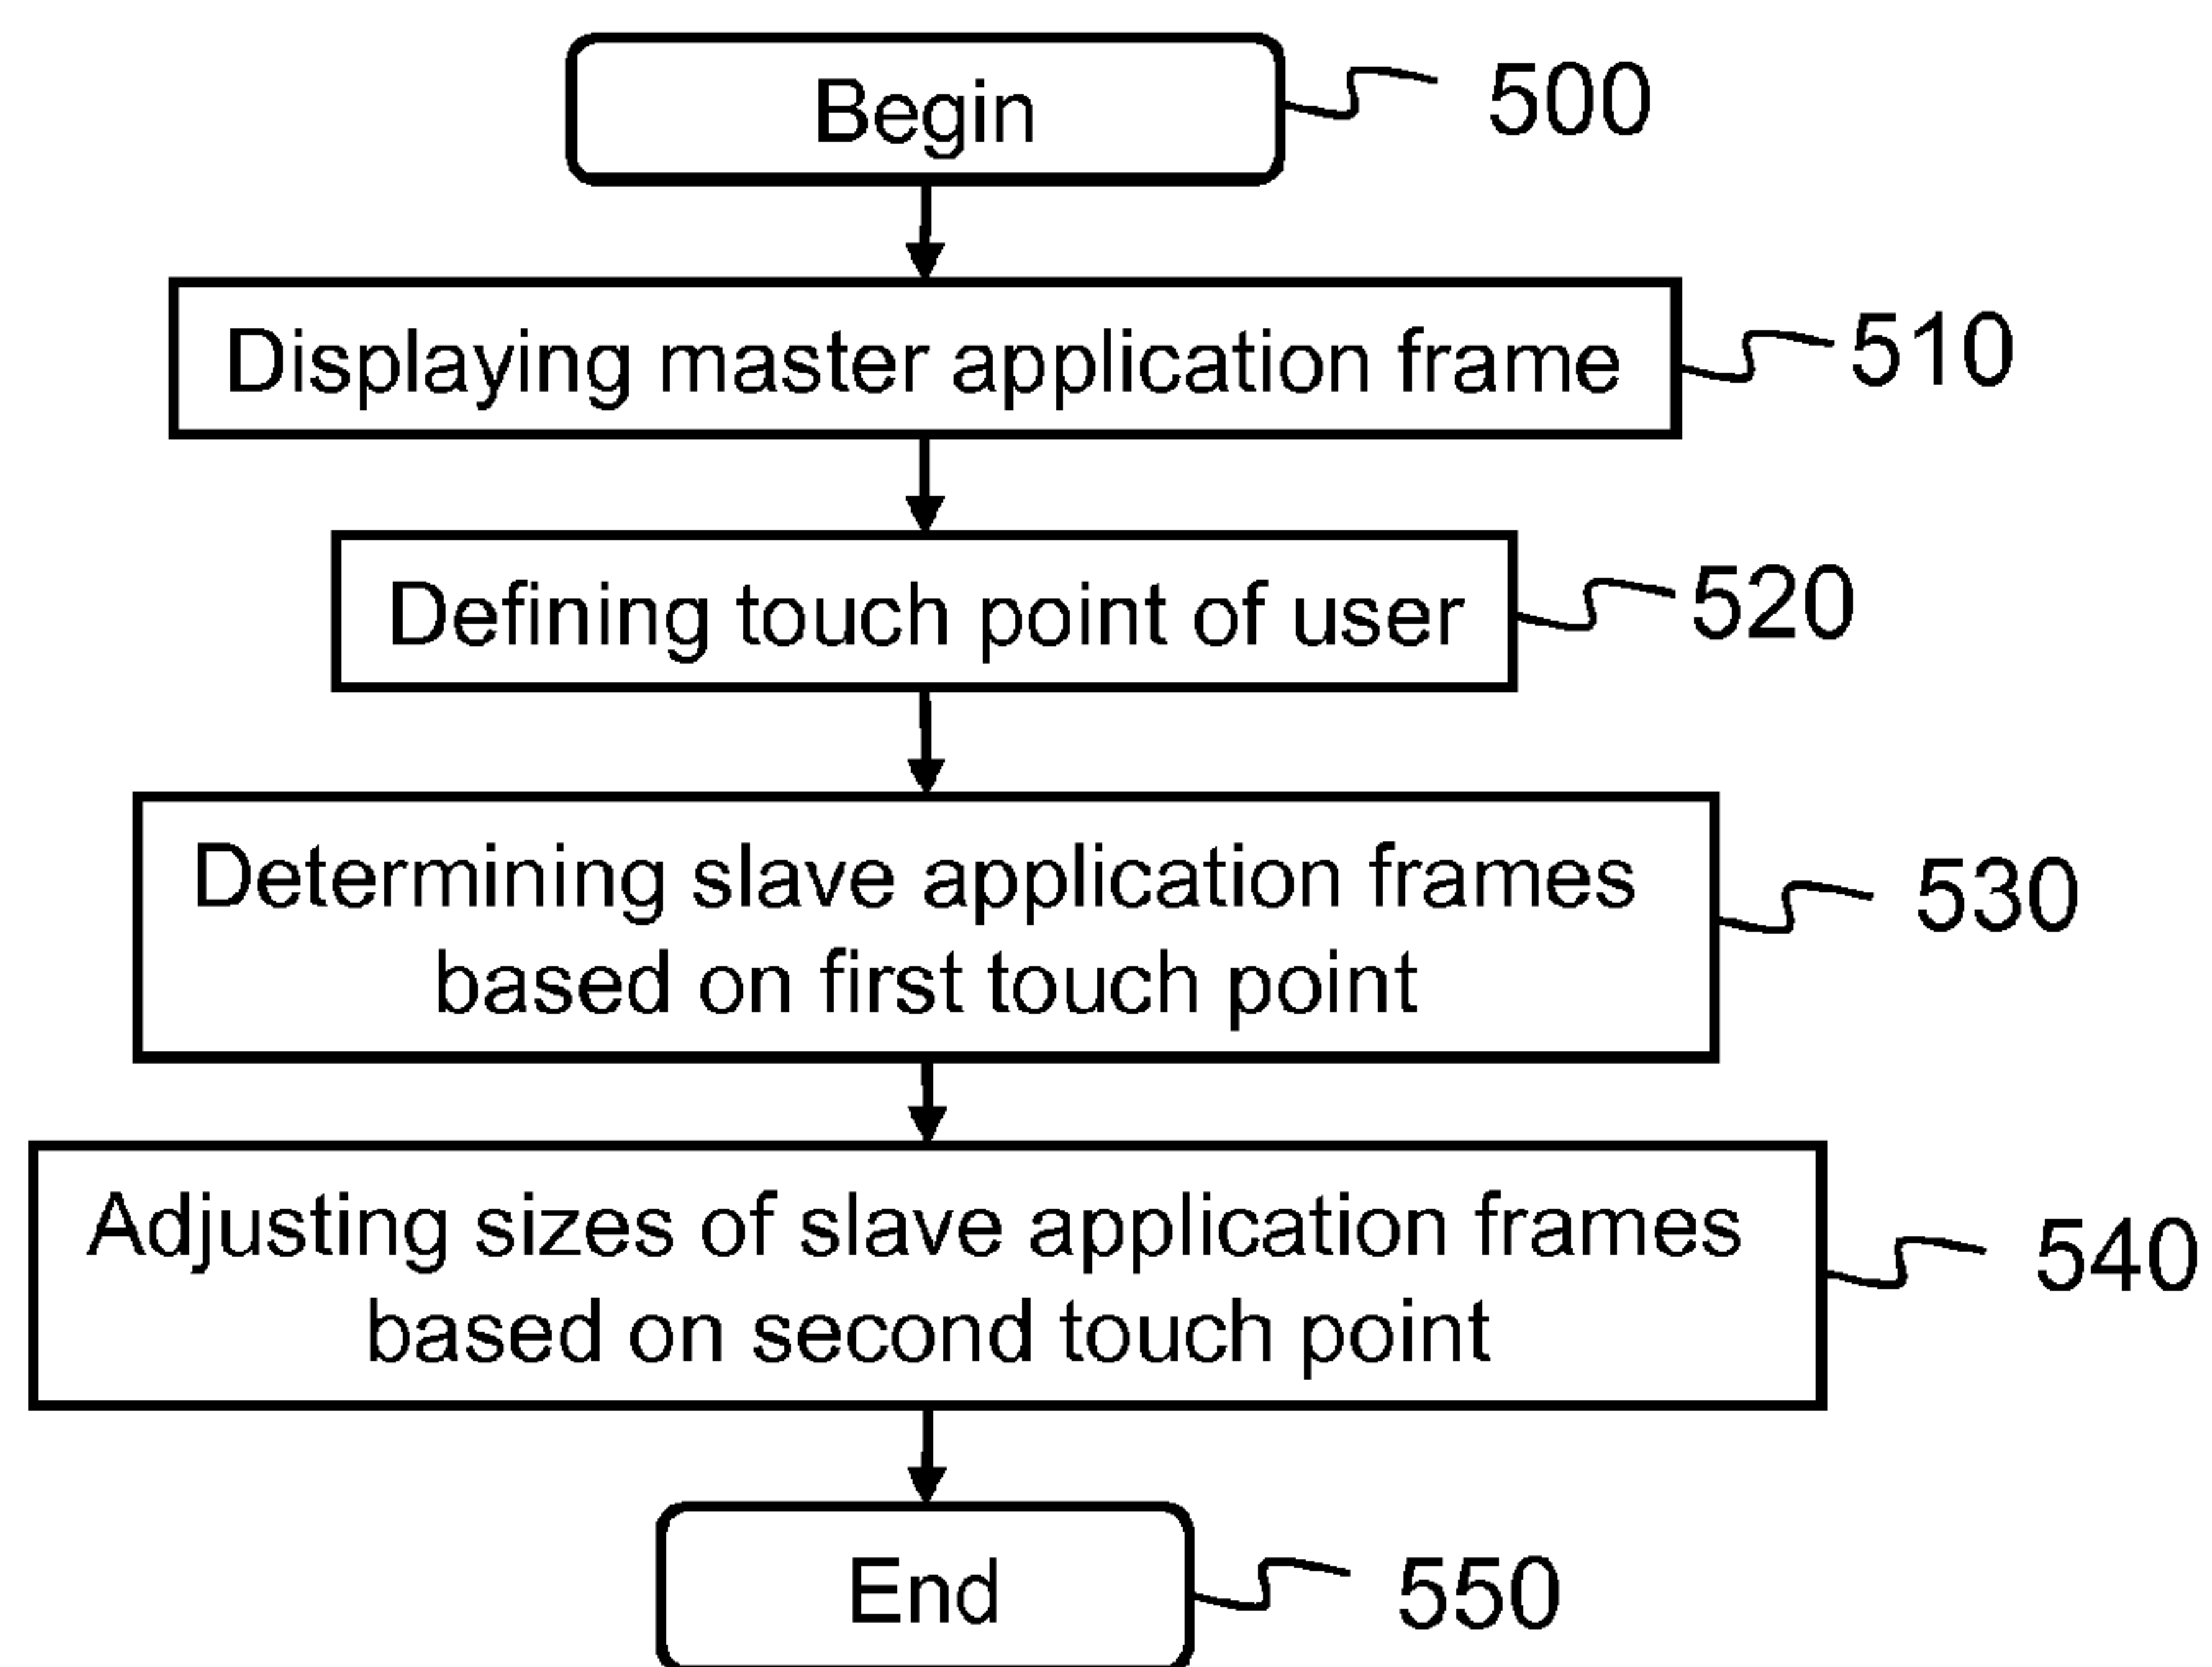 Begin
500
Displaying master application frame
510
Defining touch point of user
520
Determining slave application frames
based on first touch point
530
Adjusting sizes of slave application frames
based on second touch point
540
End
550